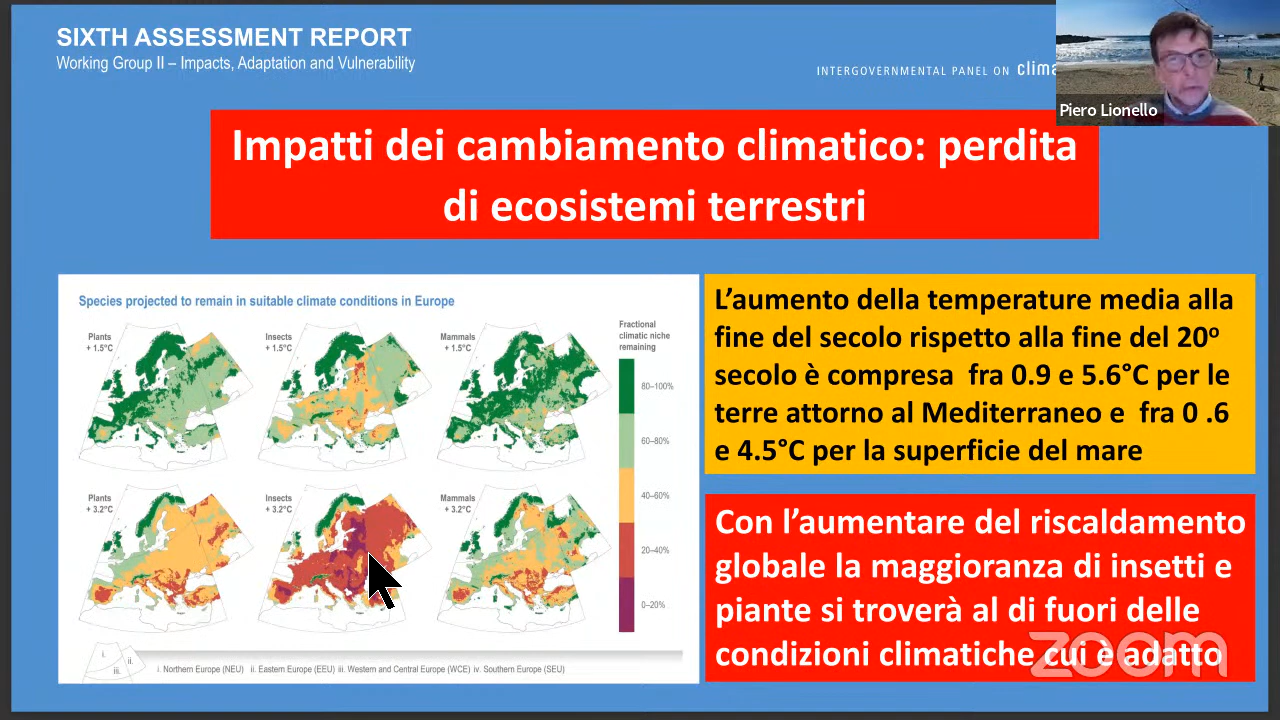 SIXTH ASSESSMENT REPORT
Working Group II – Impacts, Adaptation and Vulnerability
INTERGOVERNMENTAL PANEL ON
Piero Lionello
Impatti dei cambiamento climatico: perdita
di ecosistemi terrestri
Species projected to remain in suitable climate conditions in Europe
Plants
+ 1.5°C
Insects
+ 1.5°C
Mammals
+ 1.5°C
Fractional
climatic niche
remaining
80–100%
60–80%
40–60%
20–40%
0–20%
Plants
+ 3.2°C
Insects
+ 3.2°C
Mammals
+ 3.2°C
i.
ii.
iii.
i. Northern Europe (NEU) ii. Eastern Europe (EEU) iii. Western and Central Europe (WCE) iv. Southern Europe (SEU)
L’aumento della temperature media alla
fine del secolo rispetto alla fine del 20º
secolo è compresa fra 0.9 e 5.6°C per le
terre attorno al Mediterraneo e fra 0 .6
e 4.5°C per la superficie del mare
Con l’aumentare del riscaldamento
globale la maggioranza di insetti e
piante si troverà al di fuori delle
condizioni climatiche cui è adatto
zoom